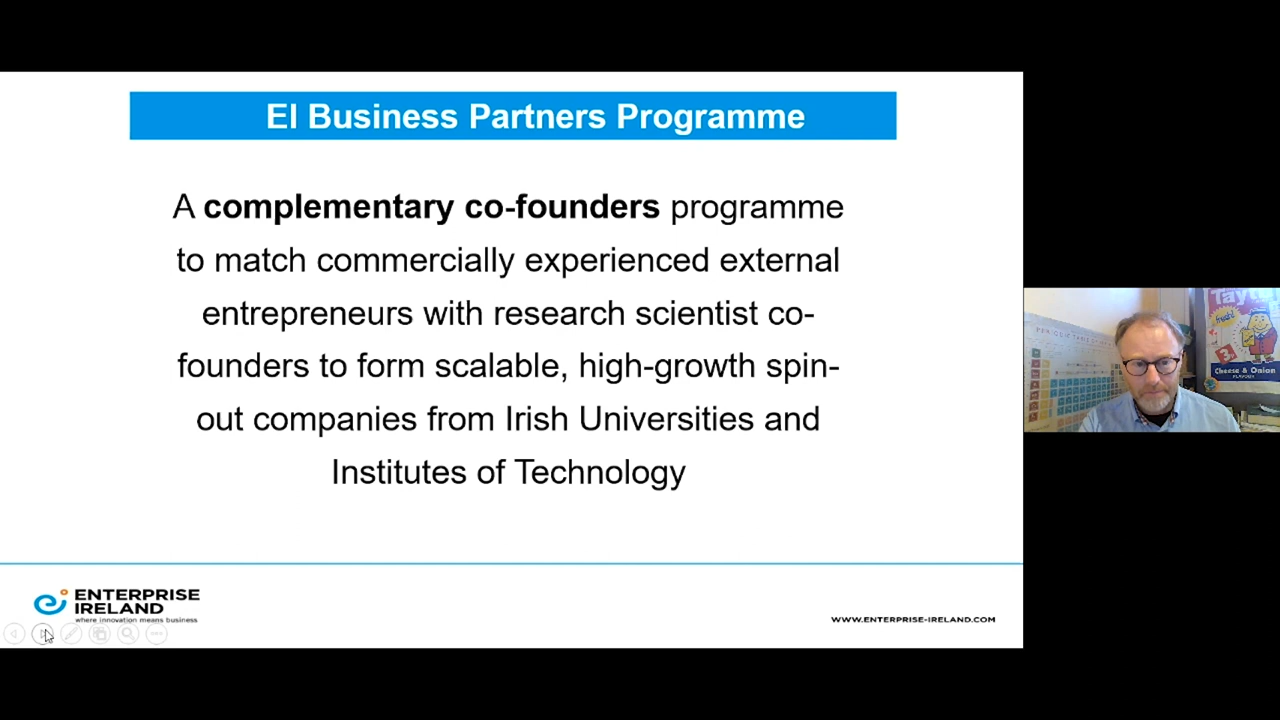 EI Business Partners Programme
A complementary co-founders programme
to match commercially experienced external
entrepreneurs with research scientist co-
founders to form scalable, high-growth spin-
out companies from Irish Universities and
Institutes of Technology
ENTERPRISE
IRELAND
where innovation means business
WWW.ENTERPRISE-IRELAND.COM
Cheese & Onion